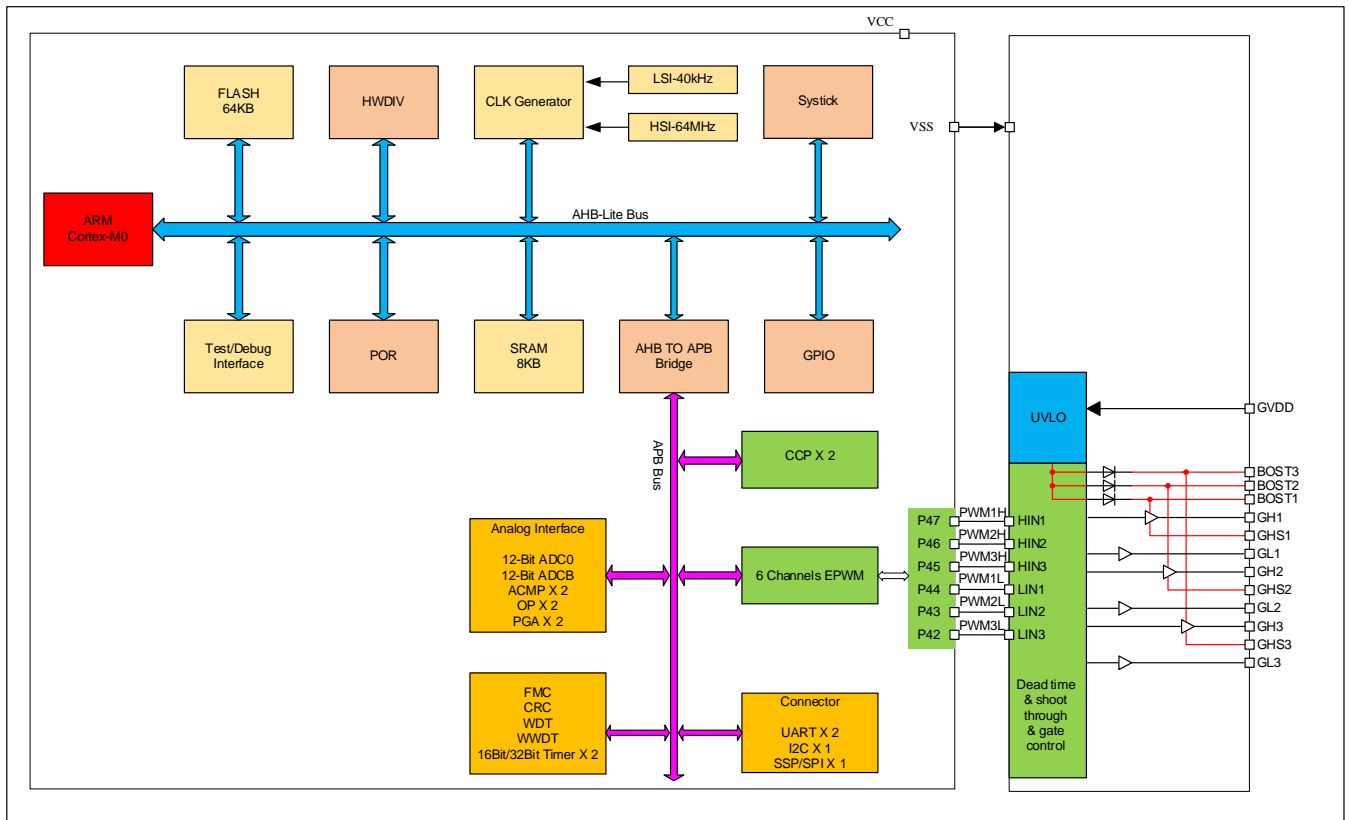 VCC
FLASH
64KB
HWDIV
CLK Generator
LSI-40kHz
HSI-64MHz
Systick
VSS
ARM
Cortex-M0
AHB-Lite Bus
Test/Debug
Interface
POR
SRAM
8KB
AHB TO APB
Bridge
GPIO
APB Bus
CCP X 2
Analog Interface
12-Bit ADC0
12-Bit ADCB
ACMP X 2
OP X 2
PGA X 2
6 Channels EPWM
FMC
CRC
WDT
WWDT
16Bit/32Bit Timer X 2
Connector
UART X 2
I2C X 1
SSP/SPI X 1
P47
P46
P45
P44
P43
P42
PWM1H
PWM2H
PWM3H
PWM1L
PWM2L
PWM3L
HIN1
HIN2
HIN3
LIN1
LIN2
LIN3
UVLO
Dead time
& shoot
through
& gate
control
GVDD
BOST3
BOST2
BOST1
GH1
GHS1
GL1
GH2
GHS2
GL2
GH3
GHS3
GL3